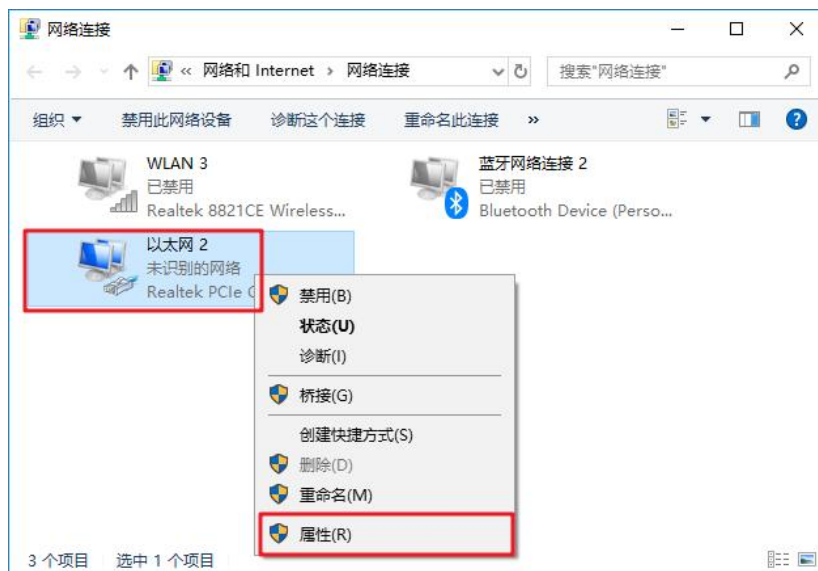 网络连接
« 网络和 Internet › 网络连接
搜索"网络连接"
组织 禁用此网络设备 诊断这个连接 重命名此连接 »
WLAN 3
已禁用
Realtek 8821CE Wireless...
蓝牙网络连接 2
已禁用
Bluetooth Device (Perso...
以太网 2
未识别的网络
Realtek PCIe
禁用(B)
状态(U)
诊断(I)
桥接(G)
创建快捷方式(S)
删除(D)
重命名(M)
属性(R)
3 个项目 选中 1 个项目